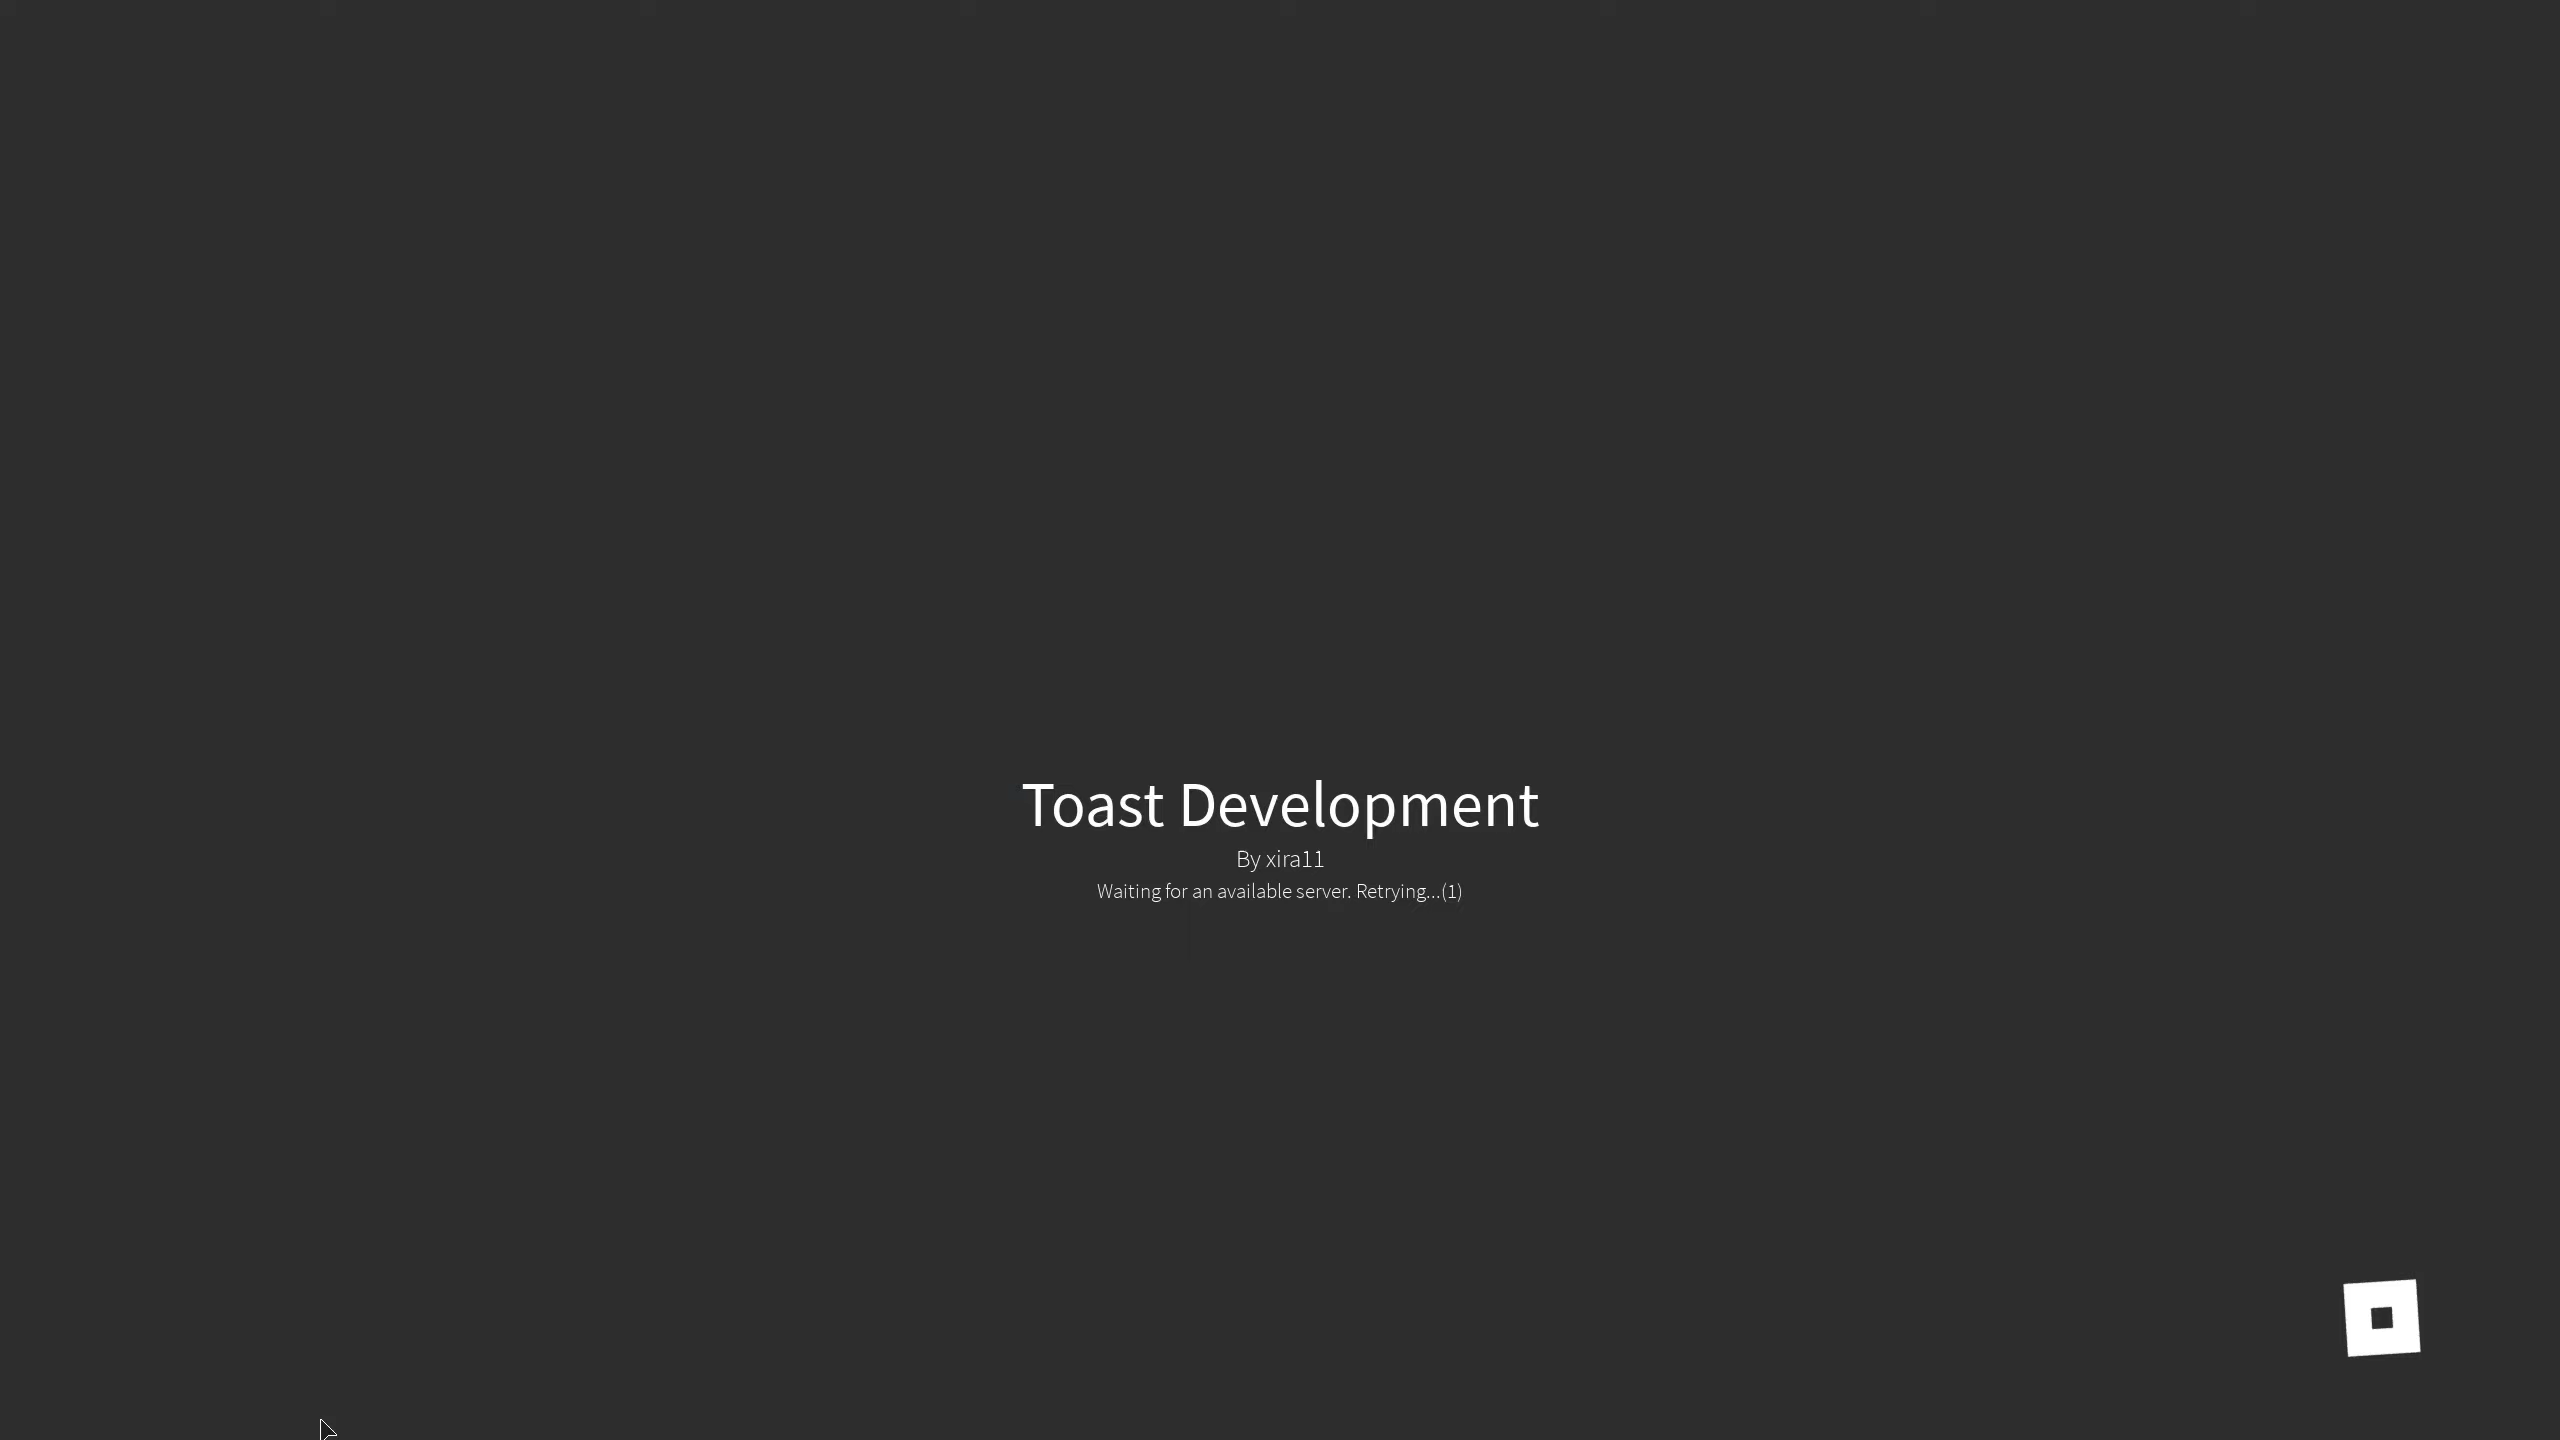 Toast Development
By xira11
Waiting for an available server. Retrying...(1)